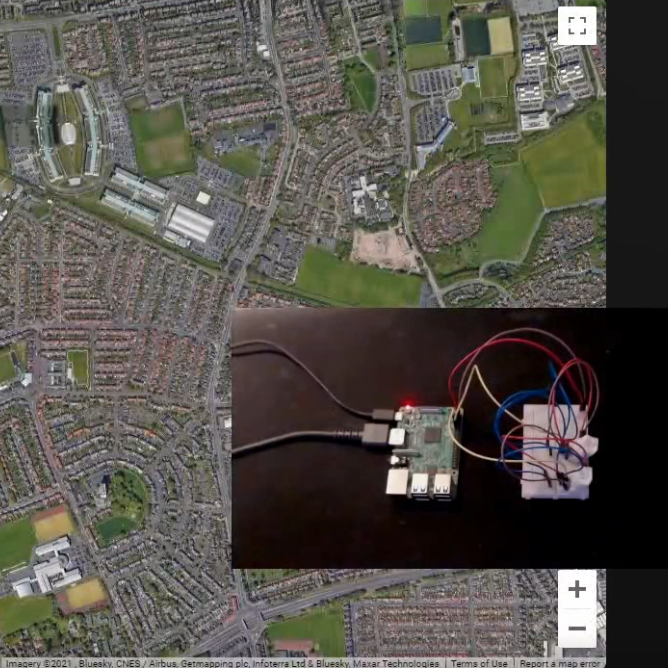 Imagery ©2021 , Bluesky, CNES / Airbus, Getmapping plc, Infoterra Ltd & Bluesky, Maxar Technologies | Terms of Use | Report a map error